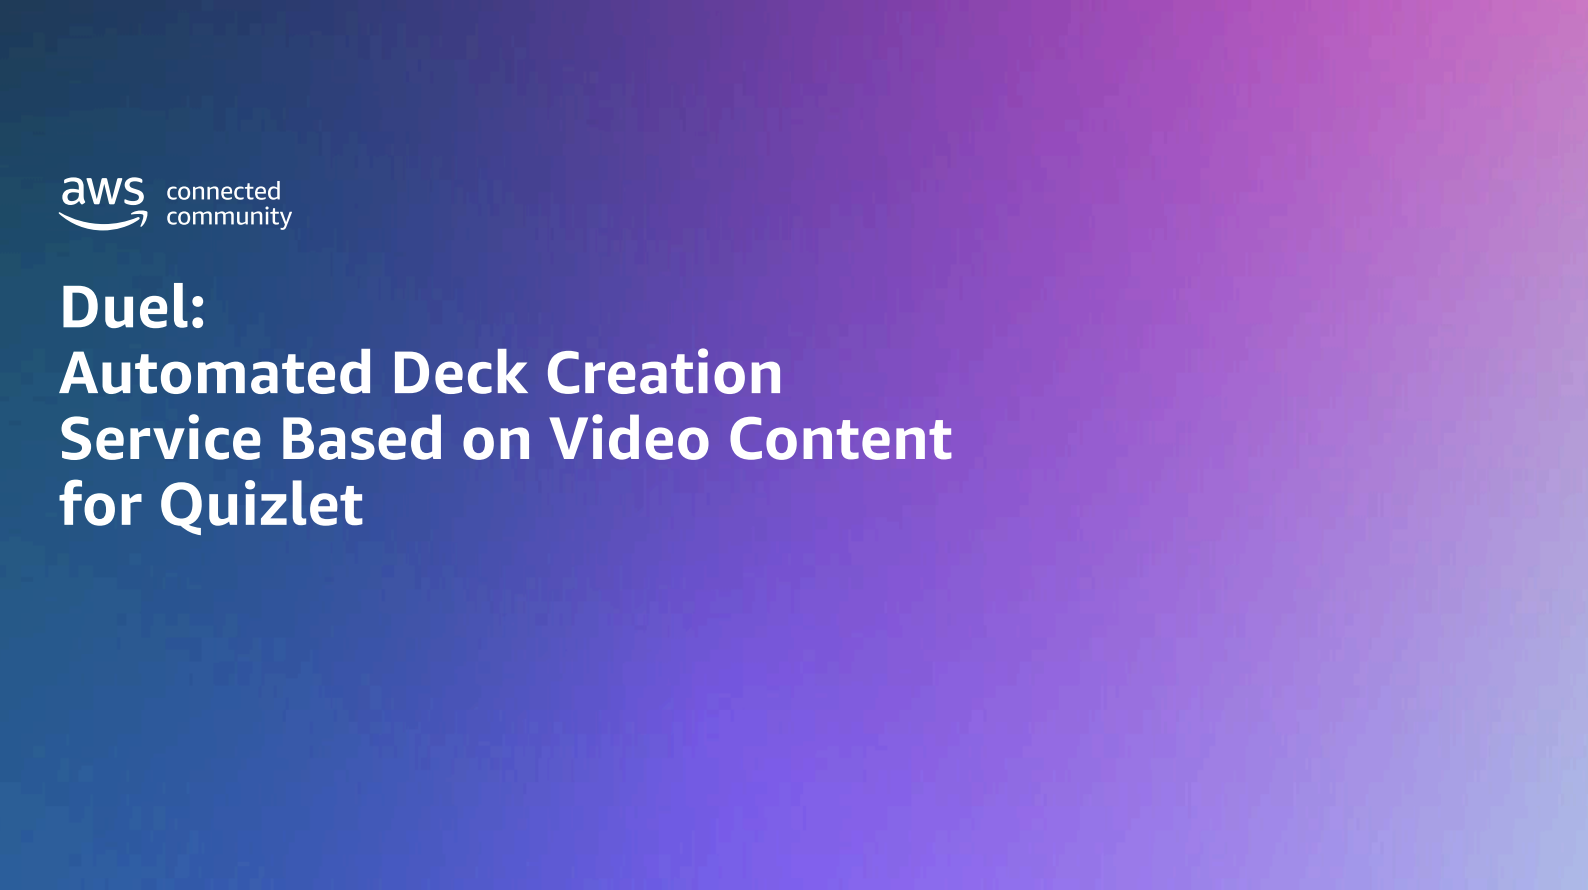 aws connected
community
Duel:
Automated Deck Creation
Service Based on Video Content
for Quizlet